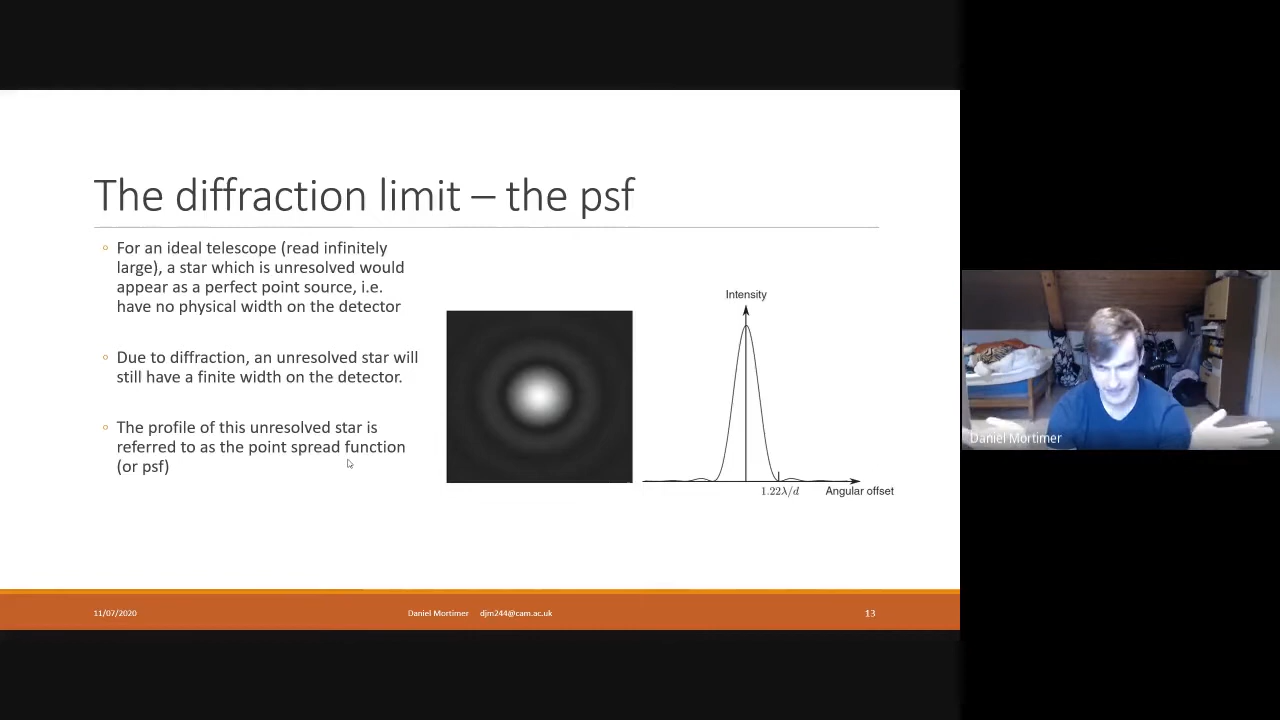 The diffraction limit – the psf
For an ideal telescope (read infinitely
large), a star which is unresolved would
appear as a perfect point source, i.e.
have no physical width on the detector
Due to diffraction, an unresolved star will
still have a finite width on the detector.
The profile of this unresolved star is
referred to as the point spread function
(or psf)
Intensity
1.22λ/d
Angular offset
11/07/2020
Daniel Mortimer djm244@cam.ac.uk
13
Daniel Mortimer